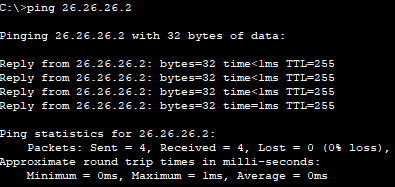 C:\>ping 26.26.26.2
Pinging 26.26.26.2 with 32 bytes of data:
Reply from 26.26.26.2: bytes=32 time<1ms TTL=255
Reply from 26.26.26.2: bytes=32 time<1ms TTL=255
Reply from 26.26.26.2: bytes=32 time<1ms TTL=255
Reply from 26.26.26.2: bytes=32 time=1ms TTL=255
Ping statistics for 26.26.26.2:
Packets: Sent = 4, Received = 4, Lost = 0 (0% loss),
Approximate round trip times in milli-seconds:
Minimum = 0ms, Maximum = 1ms, Average = 0ms